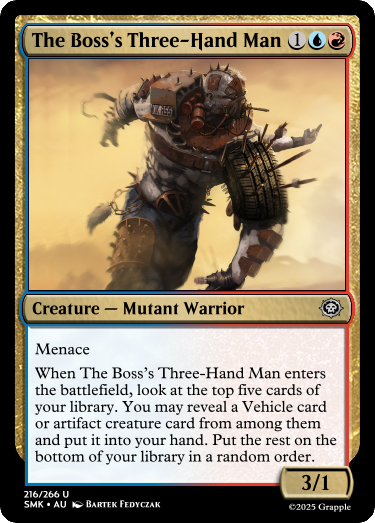 The Boss's Three-Hand Man 1
Creature — Mutant Warrior
Menace
When The Boss's Three-Hand Man enters
the battlefield, look at the top five cards of
your library. You may reveal a Vehicle card
or artifact creature card from among them
and put it into your hand. Put the rest on the
bottom of your library in a random order.
3/1
216/266 U
SMK • AU Bartek Fedyczak
©2025 Grapple